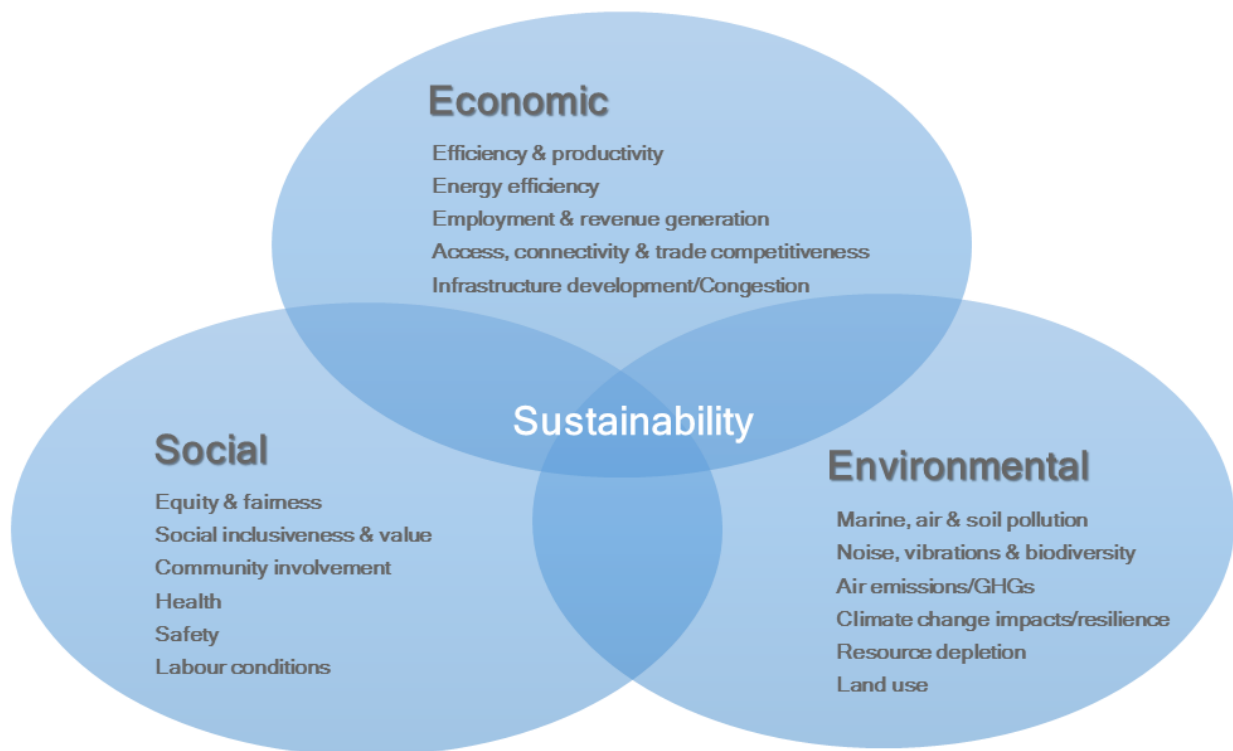 Economic
Efficiency & productivity
Energy efficiency
Employment & revenue generation
Access, connectivity & trade competitiveness
Infrastructure development/Congestion
Sustainability
Social
Equity & fairness
Social inclusiveness & value
Community involvement
Health
Safety
Labour conditions
Environmental
Marine, air & soil pollution
Noise, vibrations & biodiversity
Air emissions/GHGs
Climate change impacts/resilience
Resource depletion
Land use